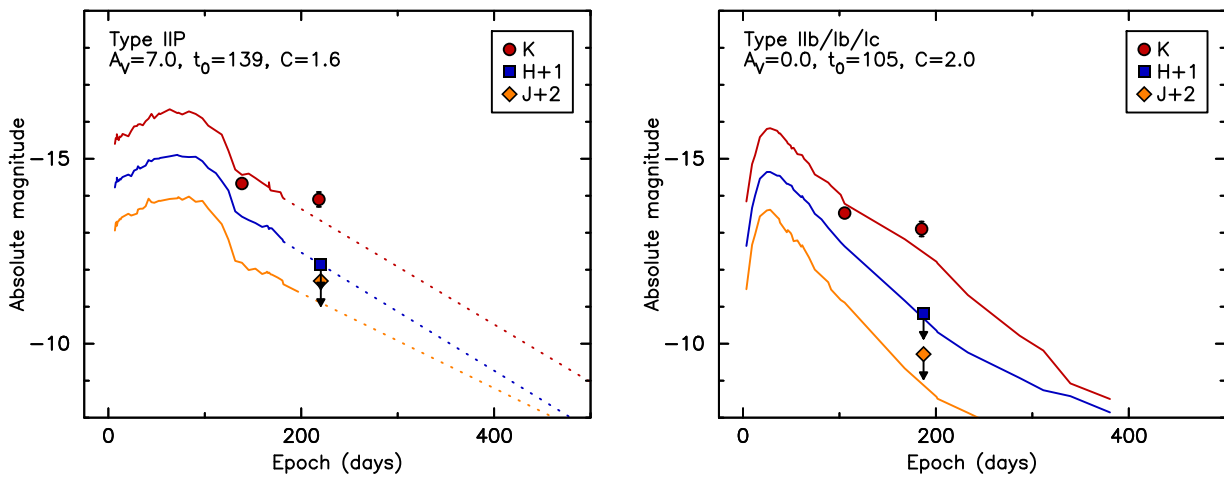 Type IIP
A_V=7.0, t_0=139, C=1.6
K
H+1
J+2
−15
−10
Absolute magnitude
0
200
400
Epoch (days)
Type IIb/Ib/Ic
A_V=0.0, t_0=105, C=2.0
K
H+1
J+2
−15
−10
Absolute magnitude
0
200
400
Epoch (days)